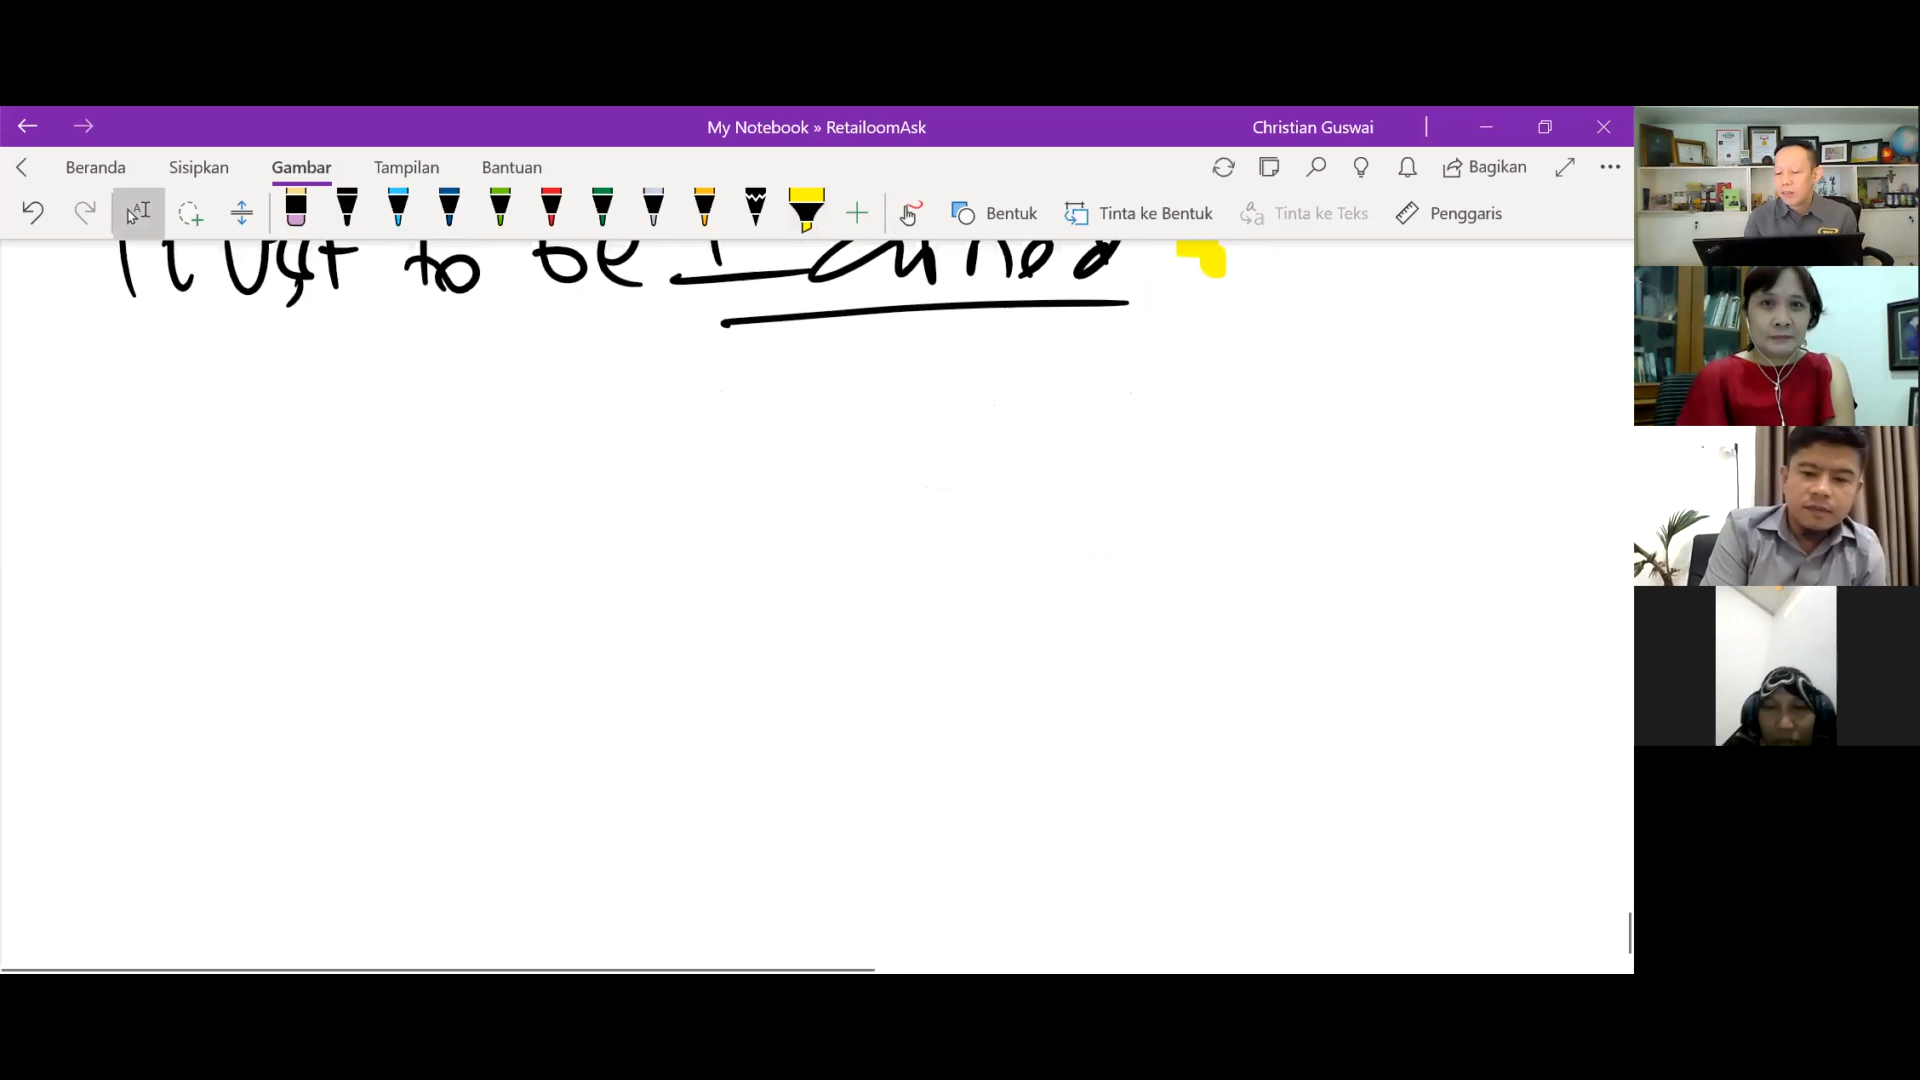 My Notebook » RetailoomAsk
Christian Guswai
Beranda Sisipkan Gambar Tampilan Bantuan
Bagikan
Bentuk Tinta ke Bentuk Tinta ke Teks Penggaris
to be